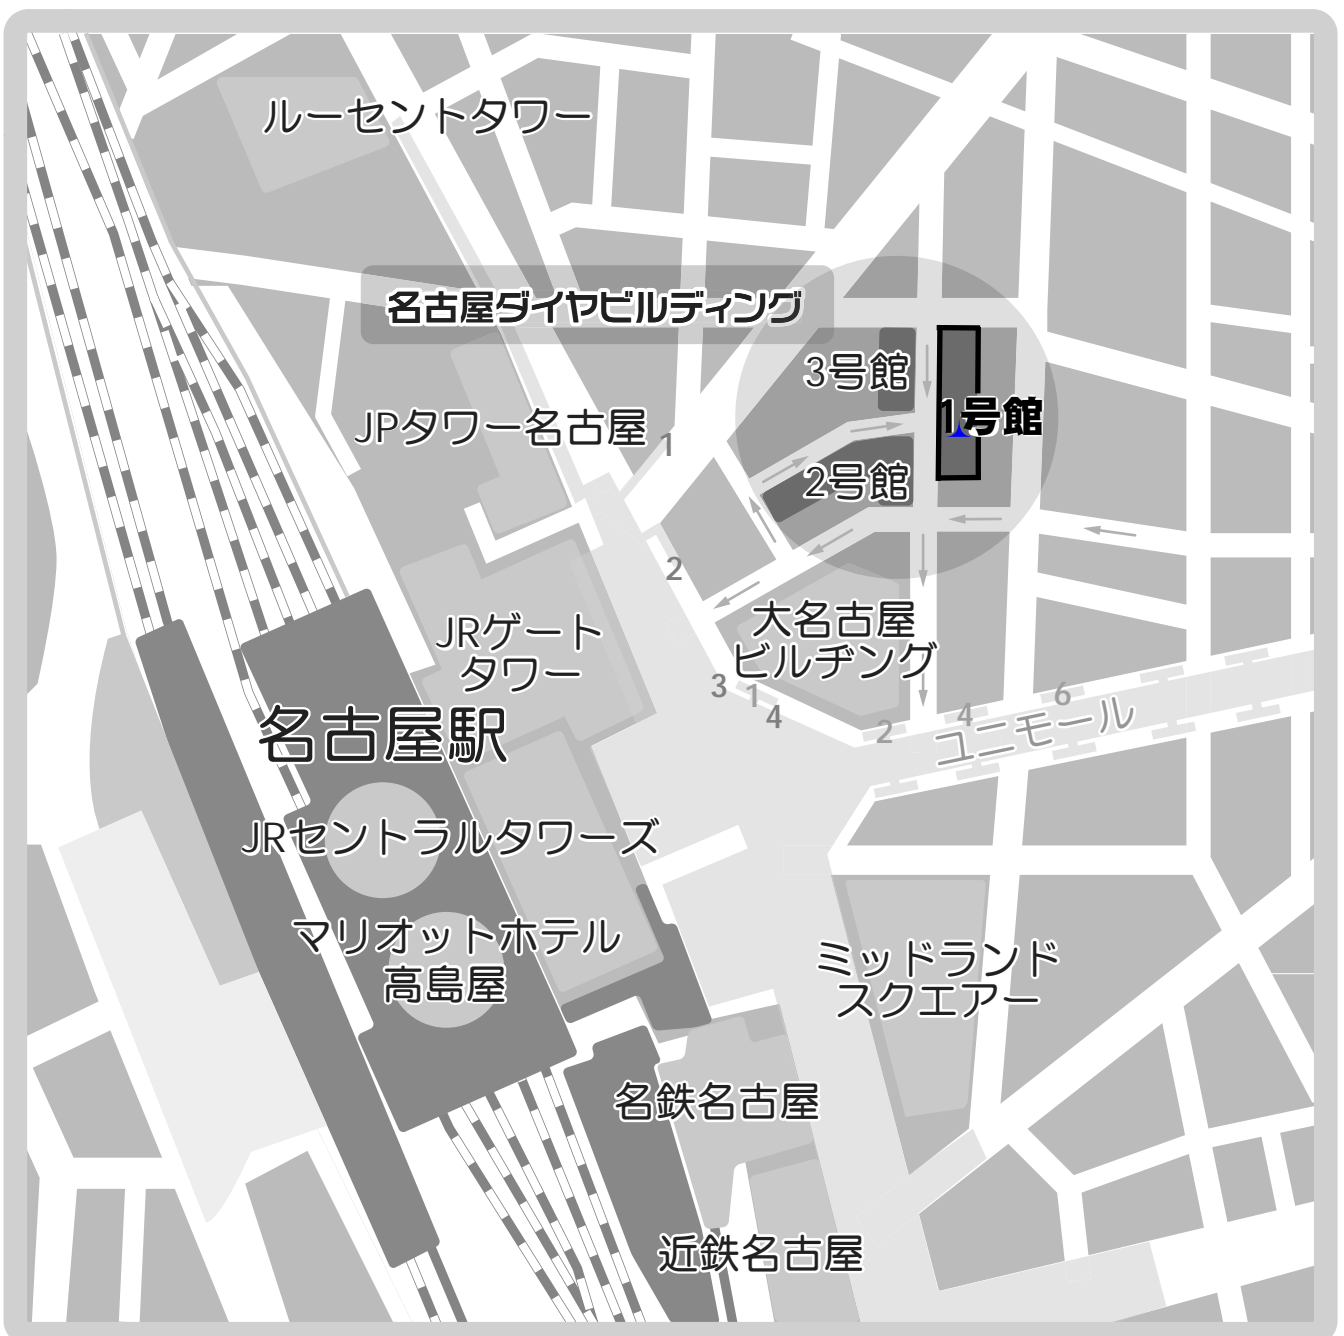 ルーセントタワー
名古屋ダイヤビルディング
3号館
1号館
JPタワー名古屋
1
2号館
2
大名古屋
ビルヂング
JRゲート
タワー
3
1
4
2
4
6
ユニモール
名古屋駅
JRセントラルタワーズ
マリオットホテル
高島屋
ミッドランド
スクエアー
名鉄名古屋
近鉄名古屋